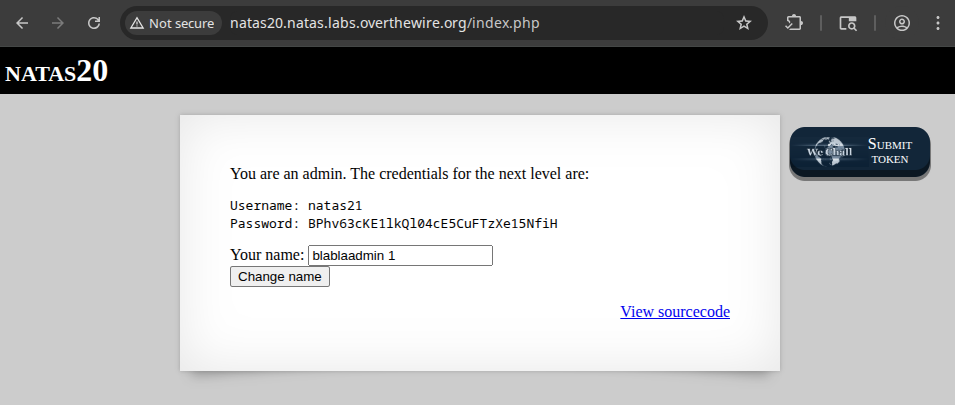 Not secure natas20.natas.labs.overthewire.org/index.php
NATAS20
We Chall SUBMIT TOKEN
You are an admin. The credentials for the next level are:
Username: natas21
Password: BPhv63cKE1lkQl04cE5CuFTzXe15NfiH
Your name: blablaadmin 1
Change name
View sourcecode